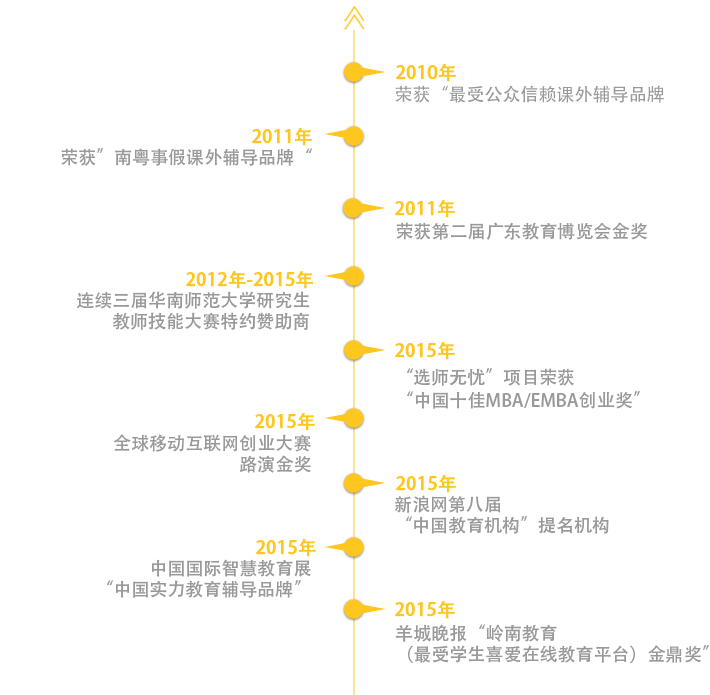 2010年
荣获“最受公众信赖课外辅导品牌
2011年
荣获”南粤事假课外辅导品牌“
2011年
荣获第二届广东教育博览会金奖
2012年-2015年
连续三届华南师范大学研究生
教师技能大赛特约赞助商
2015年
“选师无忧”项目荣获
“中国十佳MBA/EMBA创业奖”
2015年
全球移动互联网创业大赛
路演金奖
2015年
新浪网第八届
“中国教育机构”提名机构
2015年
中国国际智慧教育展
“中国实力教育辅导品牌”
2015年
羊城晚报“岭南教育
（最受学生喜爱在线教育平台）金鼎奖”